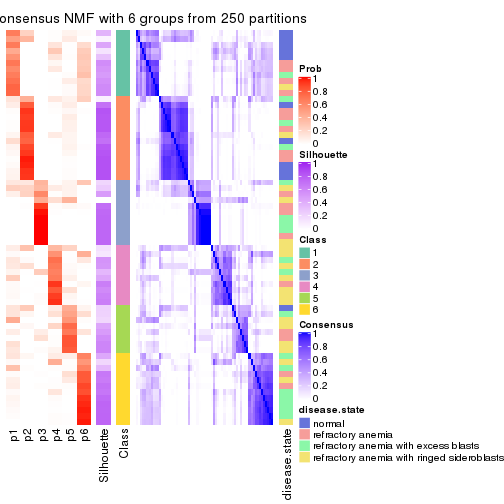 onsensus NMF with 6 groups from 250 partitions
Prob
1
0.8
0.6
0.4
0.2
0
Silhouette
1
0.8
0.6
0.4
0.2
0
Class
1
2
3
4
5
6
Consensus
1
0.8
0.6
0.4
0.2
0
disease.state
normal
refractory anemia
refractory anemia with excess blasts
refractory anemia with ringed sideroblasts
p1
p2
p3
p4
p5
p6
Silhouette
Class
disease.state